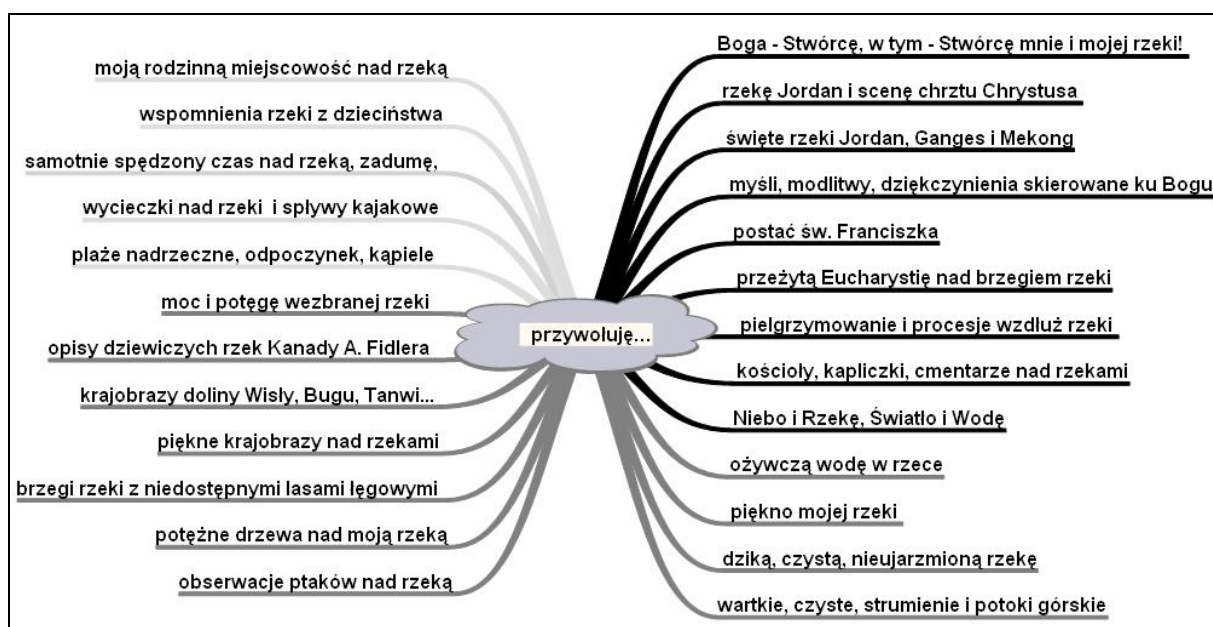 moją rodzinną miejscowość nad rzeką
wspomnienia rzeki z dzieciństwa
samotnie spędzony czas nad rzeką, zadumę,
wycieczki nad rzeki i spływy kajakowe
plaże nadrzeczne, odpoczynek, kąpiele
moc i potęgę wezbranej rzeki
opisy dziewiczych rzek Kanady A. Fidlera
krajobrazy doliny Wisły, Bugu, Tanwi...
piękne krajobrazy nad rzekami
brzegi rzeki z niedostępnymi lasami łęgowymi
potężne drzewa nad moją rzeką
obserwacje ptaków nad rzeką
przywołuję...
Boga - Stwórcę, w tym - Stwórcę mnie i mojej rzeki!
rzekę Jordan i scenę chrztu Chrystusa
święte rzeki Jordan, Ganges i Mekong
myśli, modlitwy, dziękczynienia skierowane ku Bogu
postać św. Franciszka
przeżytą Eucharystię nad brzegiem rzeki
pielgrzymowanie i procesje wzdłuż rzeki
kościoły, kapliczki, cmentarze nad rzekami
Niebo i Rzekę, Światło i Wodę
ożywczą wodę w rzece
piękno mojej rzeki
dziką, czystą, nieujarzmioną rzekę
wartkie, czyste, strumienie i potoki górskie